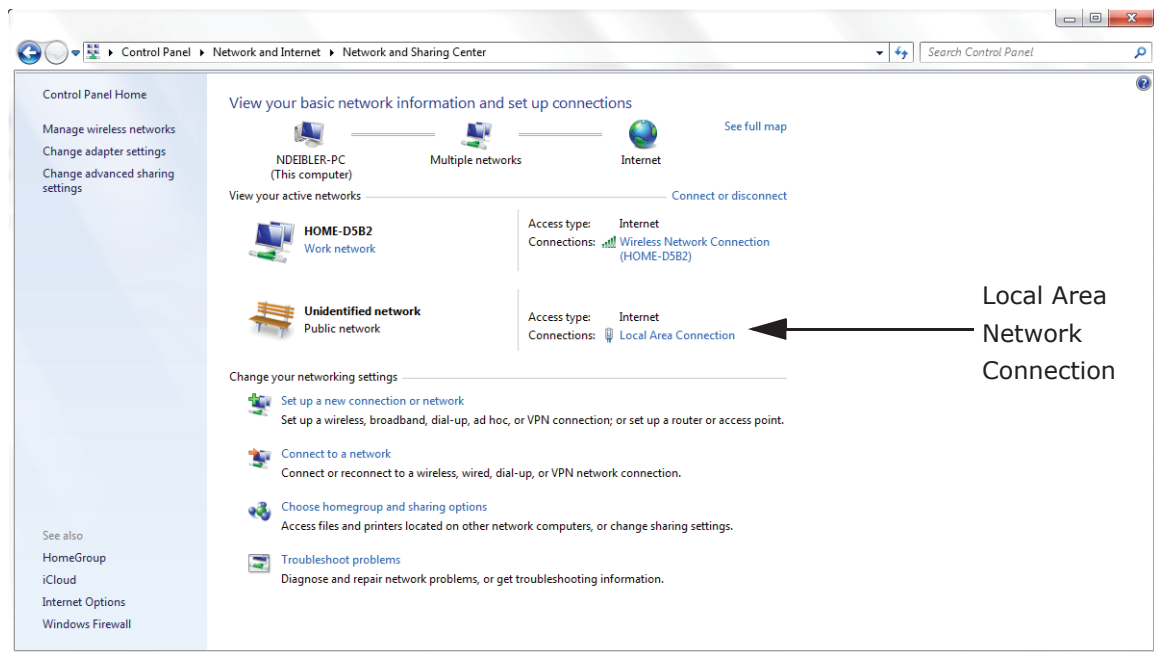 Control Panel Network and Internet Network and Sharing Center
Search Control Panel
Control Panel Home
Manage wireless networks
Change adapter settings
Change advanced sharing
settings
See also
HomeGroup
iCloud
Internet Options
Windows Firewall
View your basic network information and set up connections
See full map
NDEIBLER-PC
(This computer)
Multiple networks
Internet
View your active networks
Connect or disconnect
HOME-D5B2
Work network
Access type: Internet
Connections: Wireless Network Connection
(HOME-D5B2)
Unidentified network
Public network
Access type: Internet
Connections: Local Area Connection
Local Area
Network
Connection
Change your networking settings
Set up a new connection or network
Set up a wireless, broadband, dial-up, ad hoc, or VPN connection; or set up a router or access point.
Connect to a network
Connect or reconnect to a wireless, wired, dial-up, or VPN network connection.
Choose homegroup and sharing options
Access files and printers located on other network computers, or change sharing settings.
Troubleshoot problems
Diagnose and repair network problems, or get troubleshooting information.